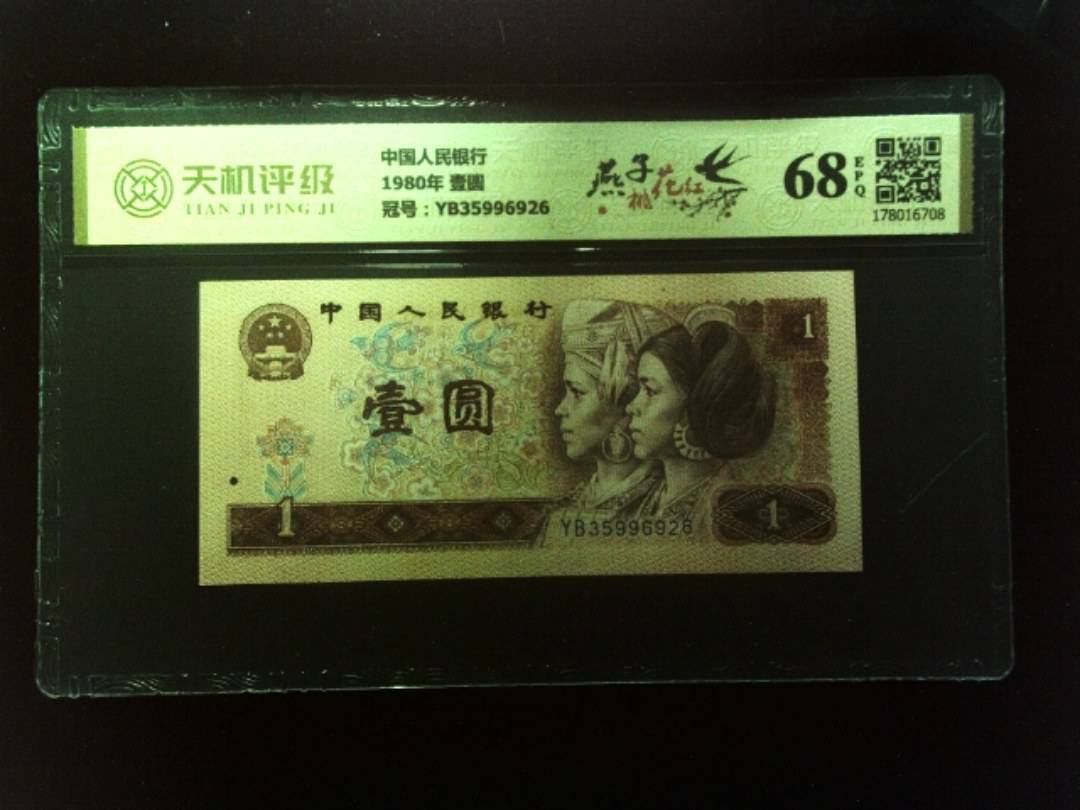 天机评级
TIAN JI PING JI
中国人民银行
1980年 壹圆
冠号：YB35996926
燕子
桃花红
68
EPQ
178016708
中国人民银行
1
壹圆
1
YB35996926
1